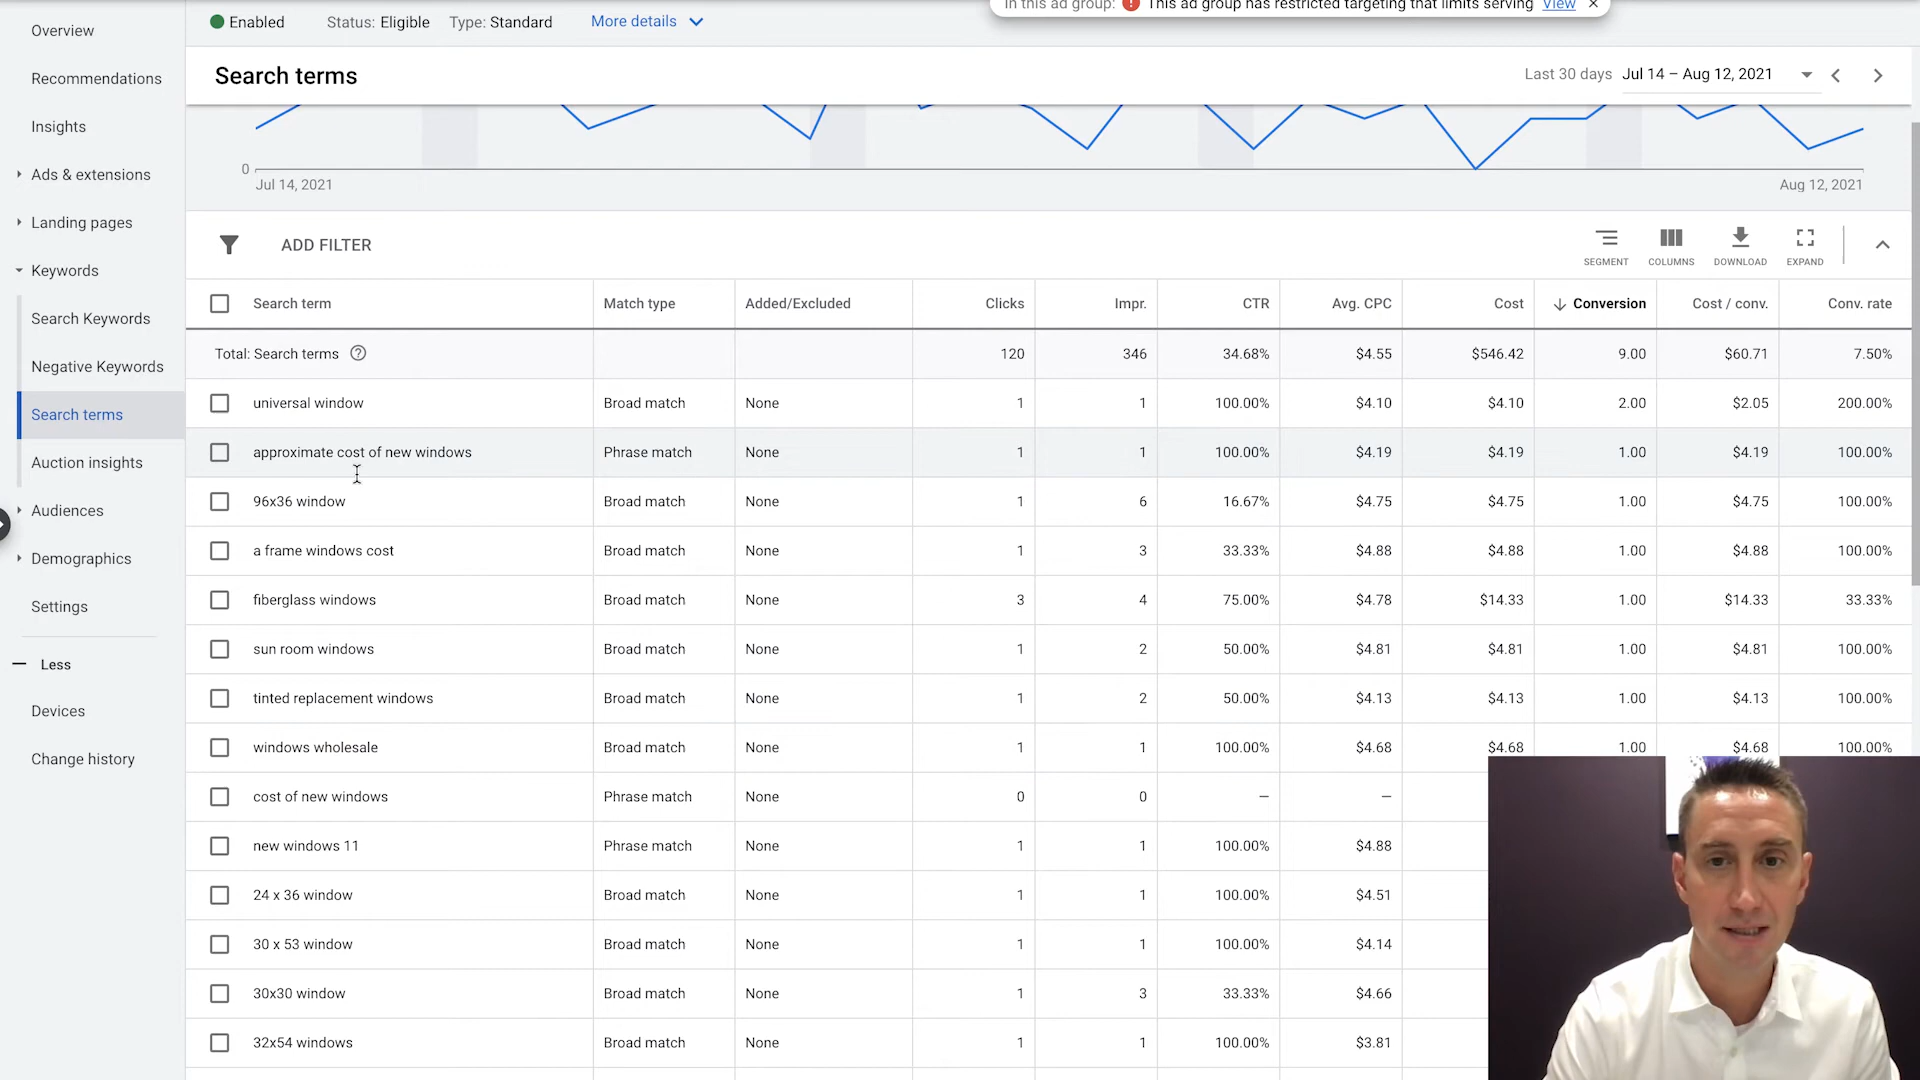 In this ad group: This ad group has restricted targeting that limits serving View ×
Enabled Status: Eligible Type: Standard More details
Search terms
Last 30 days Jul 14 – Aug 12, 2021
0
Jul 14, 2021 Aug 12, 2021
Overview
Recommendations
Insights
Ads & extensions
Landing pages
Keywords
Search Keywords
Negative Keywords
Search terms
Auction insights
Audiences
Demographics
Settings
Less
Devices
Change history
ADD FILTER
SEGMENT COLUMNS DOWNLOAD EXPAND
Search term Match type Added/Excluded Clicks Impr. CTR Avg. CPC Cost Conversion Cost / conv. Conv. rate
Total: Search terms 120 346 34.68% $4.55 $546.42 9.00 $60.71 7.50%
universal window Broad match None 1 1 100.00% $4.10 $4.10 2.00 $2.05 200.00%
approximate cost of new windows Phrase match None 1 1 100.00% $4.19 $4.19 1.00 $4.19 100.00%
96x36 window Broad match None 1 6 16.67% $4.75 $4.75 1.00 $4.75 100.00%
a frame windows cost Broad match None 1 3 33.33% $4.88 $4.88 1.00 $4.88 100.00%
fiberglass windows Broad match None 3 4 75.00% $4.78 $14.33 1.00 $14.33 33.33%
sun room windows Broad match None 1 2 50.00% $4.81 $4.81 1.00 $4.81 100.00%
tinted replacement windows Broad match None 1 2 50.00% $4.13 $4.13 1.00 $4.13 100.00%
windows wholesale Broad match None 1 1 100.00% $4.68 $4.68 1.00 $4.68 100.00%
cost of new windows Phrase match None 0 0 — —
new windows 11 Phrase match None 1 1 100.00% $4.88
24 x 36 window Broad match None 1 1 100.00% $4.51
30 x 53 window Broad match None 1 1 100.00% $4.14
30x30 window Broad match None 1 3 33.33% $4.66
32x54 windows Broad match None 1 1 100.00% $3.81